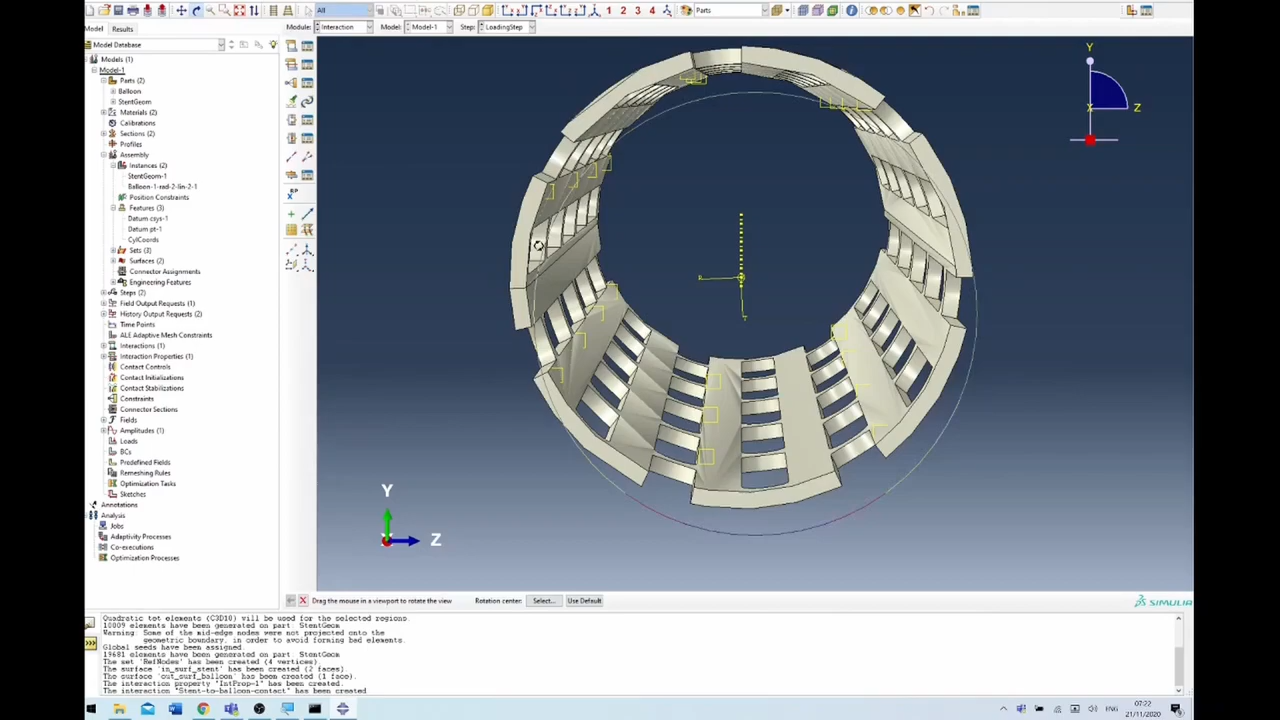 All
1 2 3 4
Parts
Model Results
Module: Interaction Model: Model-1 Step: LoadingStep
Model Database
Models (1)
Model-1
Parts (2)
Balloon
StentGeom
Materials (2)
Calibrations
Sections (2)
Profiles
Assembly
Instances (2)
StentGeom-1
Balloon-1-rad-2-lin-2-1
Position Constraints
Features (3)
Datum csys-1
Datum pt-1
CylCoords
Sets (3)
Surfaces (2)
Connector Assignments
Engineering Features
Steps (2)
Field Output Requests (1)
History Output Requests (2)
Time Points
ALE Adaptive Mesh Constraints
Interactions (1)
Interaction Properties (1)
Contact Controls
Contact Initializations
Contact Stabilizations
Constraints
Connector Sections
Fields
Amplitudes (1)
Loads
BCs
Predefined Fields
Remeshing Rules
Optimization Tasks
Sketches
Annotations
Analysis
Jobs
Adaptivity Processes
Co-executions
Optimization Processes
RP
Y
X
Z
R
T
Y
Z
Drag the mouse in a viewport to rotate the view Rotation center: Select... Use Default
SIMULIA
Quadratic tet elements (C3D10) will be used for the selected regions.
10009 elements have been generated on part StentGeom
Warning: Some of the mid-edge nodes were not projected onto the
geometric boundary, in order to avoid forming bad elements.
Global seeds have been assigned.
19681 elements have been generated on part StentGeom
The set 'RefNodes' has been created (4 vertices).
The surface 'in_surf_stent' has been created (2 faces).
The surface 'out_surf_balloon' has been created (1 face).
The interaction property "IntProp-1" has been created.
The interaction "Stent-to-balloon-contact" has been created
>>>
ENG
07:22
21/11/2020